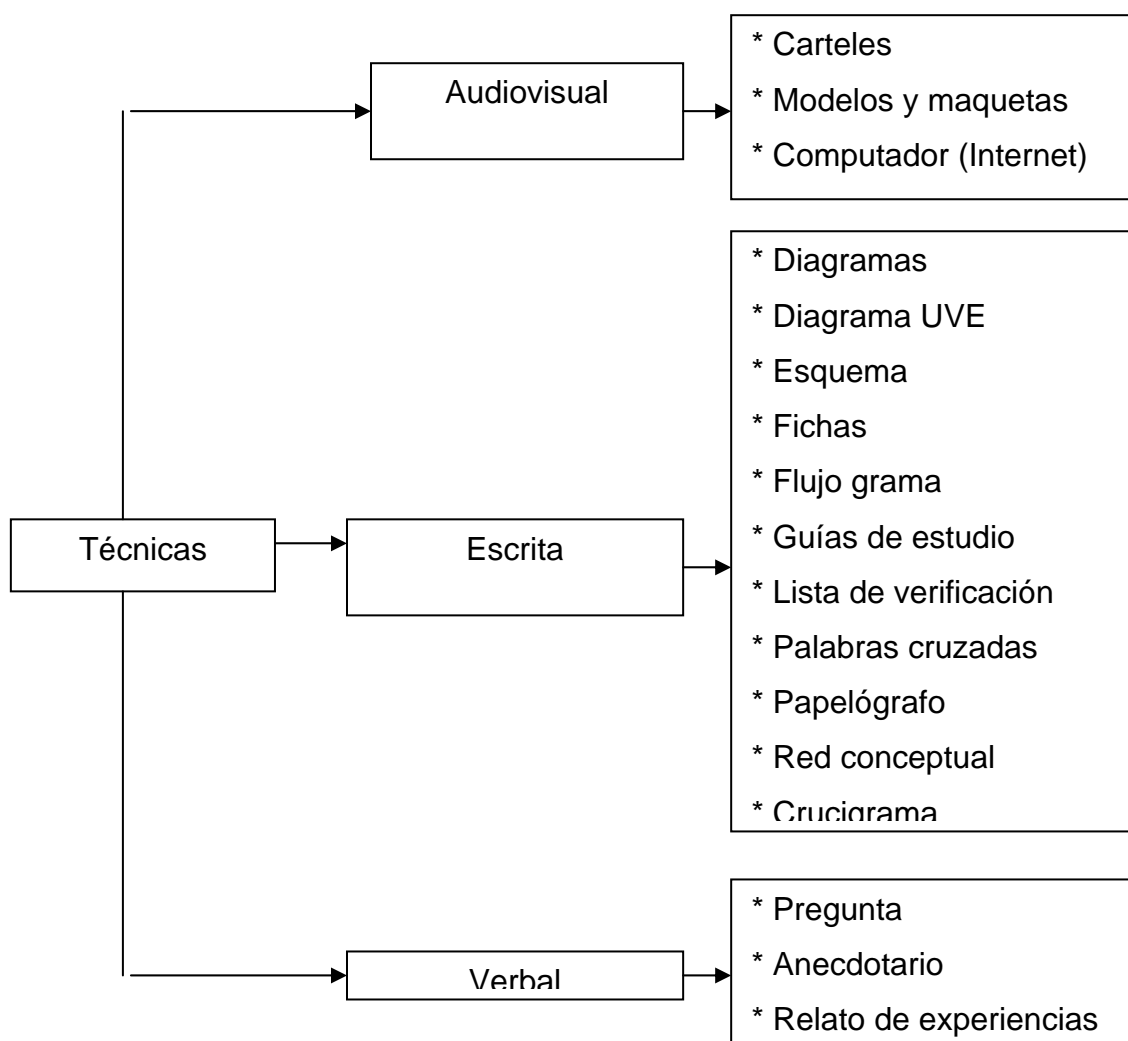 Audiovisual
* Carteles
* Modelos y maquetas
* Computador (Internet)
Técnicas
Escrita
* Diagramas
* Diagrama UVE
* Esquema
* Fichas
* Flujo grama
* Guías de estudio
* Lista de verificación
* Palabras cruzadas
* Papelógrafo
* Red conceptual
* Crucigrama
Verbal
* Pregunta
* Anecdotario
* Relato de experiencias